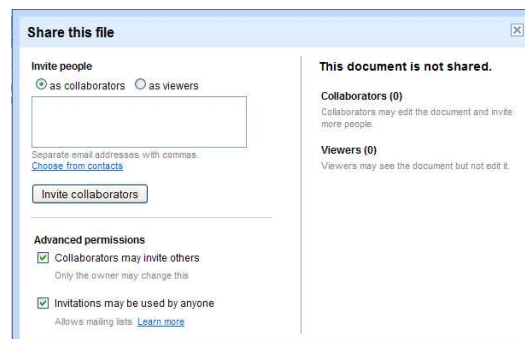 Share this file
Invite people
as collaborators as viewers
Separate email addresses with commas.
Choose from contacts
Invite collaborators
Advanced permissions
Collaborators may invite others
Only the owner may change this
Invitations may be used by anyone
Allows mailing lists Learn more
This document is not shared.
Collaborators (0)
Collaborators may edit the document and invite
more people.
Viewers (0)
Viewers may see the document but not edit it.